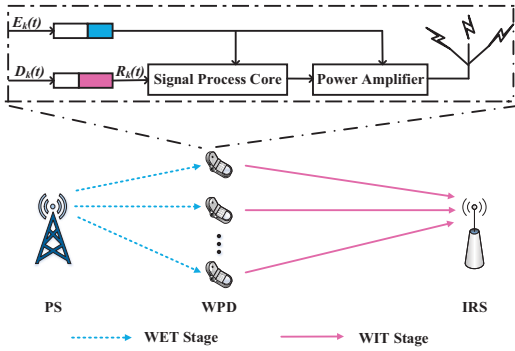 E_k(t)
D_k(t) R_k(t) Signal Process Core Power Amplifier
PS WPD IRS
WET Stage WIT Stage